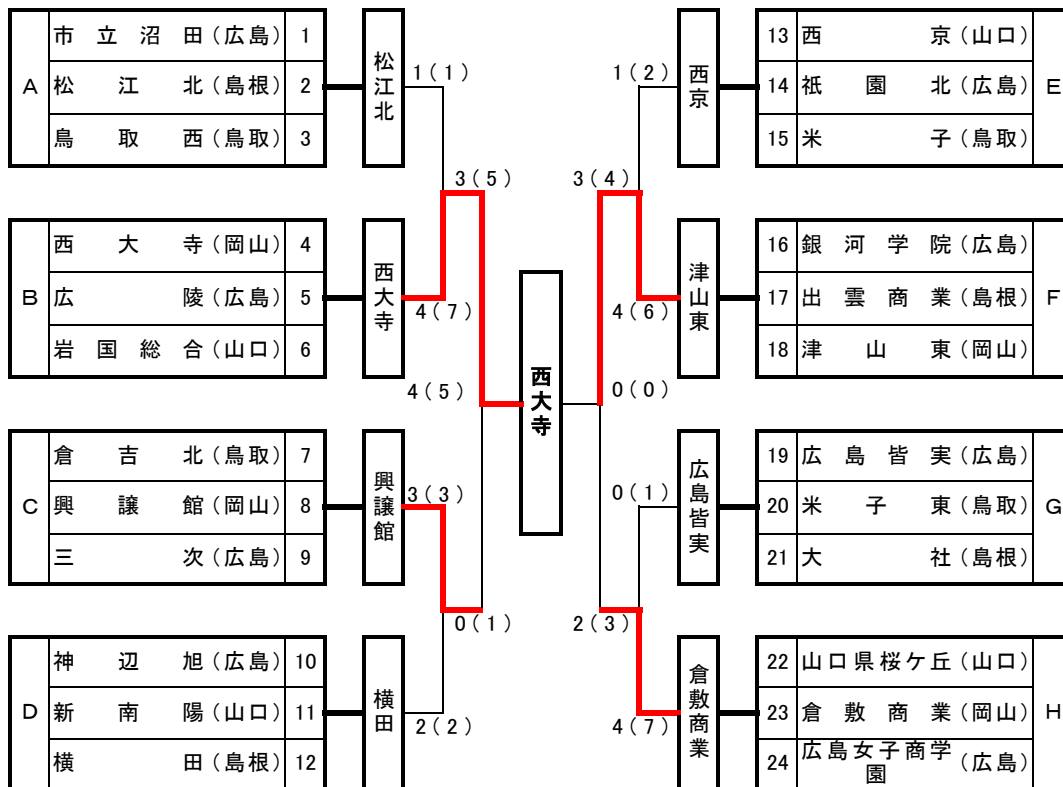 A
市立沼田(広島) 1
松江北(島根) 2
鳥取西(鳥取) 3
松江北
1(1)
B
西大寺(岡山) 4
広陵(広島) 5
岩国総合(山口) 6
西大寺
4(7)
3(5)
C
倉吉北(鳥取) 7
興譲館(岡山) 8
三次(広島) 9
興譲館
3(3)
D
神辺旭(広島) 10
新南陽(山口) 11
横田(島根) 12
横田
2(2)
0(1)
4(5)
西大寺
0(0)
3(4)
1(2)
西京
13 西京(山口)
14 祇園北(広島)
15 米子(鳥取)
E
4(6)
津山東
16 銀河学院(広島)
17 出雲商業(島根)
18 津山東(岡山)
F
0(1)
広島皆実
19 広島皆実(広島)
20 米子東(鳥取)
21 大社(島根)
G
2(3)
4(7)
倉敷商業
22 山口県桜ケ丘(山口)
23 倉敷商業(岡山)
24 広島女子商学園(広島)
H